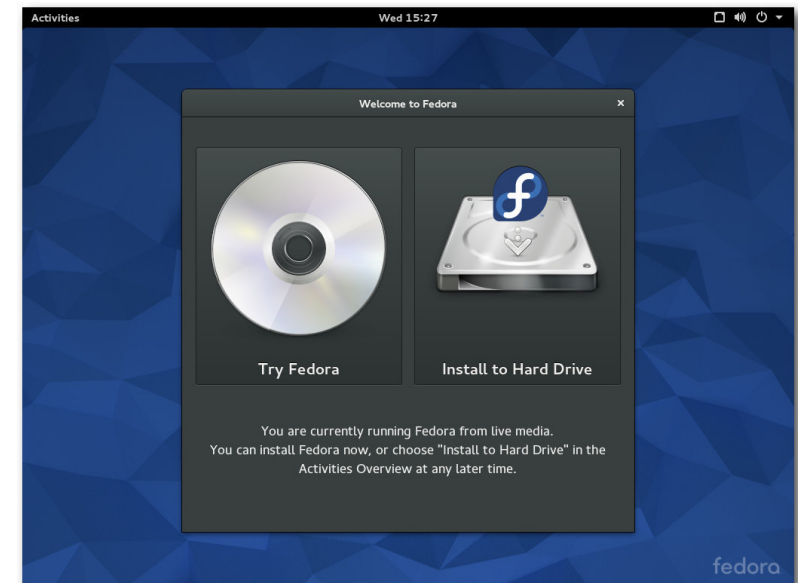 Activities Wed 15:27
Welcome to Fedora
Try Fedora Install to Hard Drive
You are currently running Fedora from live media.
You can install Fedora now, or choose "Install to Hard Drive" in the
Activities Overview at any later time.
fedora